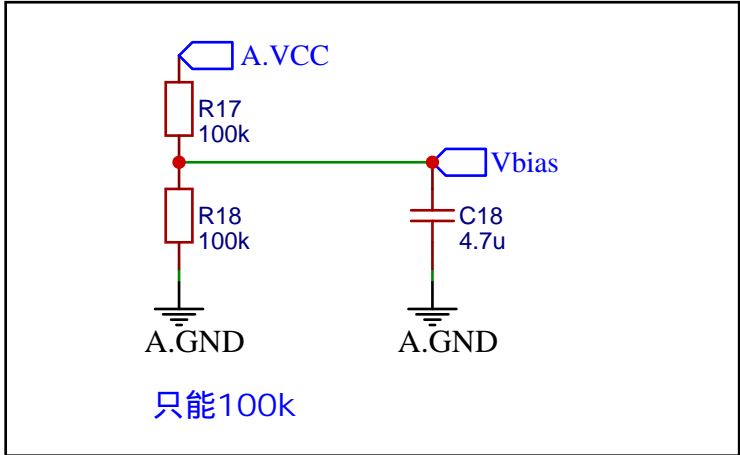 A.VCC
R17
100k
Vbias
R18
100k
C18
4.7u
A.GND
A.GND
只能100k